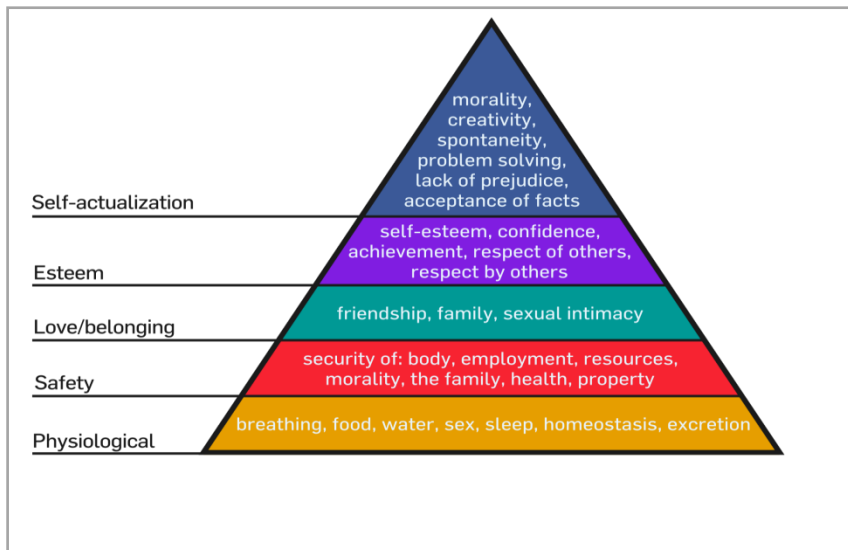 morality,
creativity,
spontaneity,
problem solving,
lack of prejudice,
acceptance of facts
Self-actualization
self-esteem, confidence,
achievement, respect of others,
respect by others
Esteem
friendship, family, sexual intimacy
Love/belonging
security of: body, employment, resources,
morality, the family, health, property
Safety
breathing, food, water, sex, sleep, homeostasis, excretion
Physiological